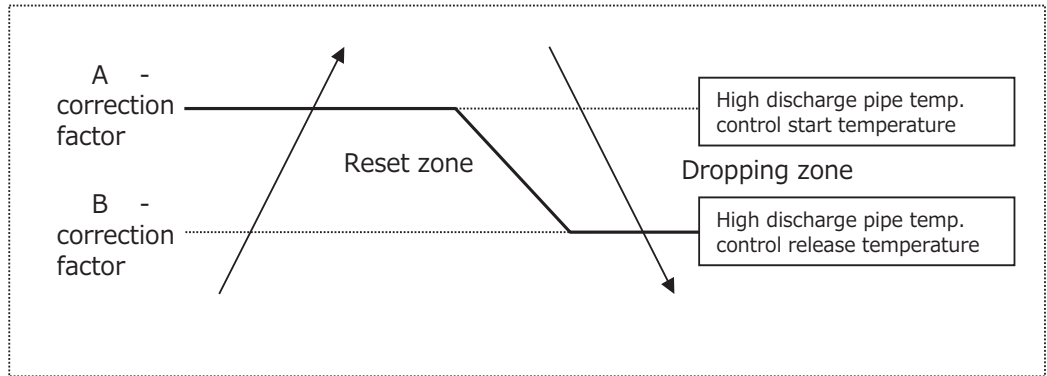 A -
correction
factor
High discharge pipe temp.
control start temperature
Reset zone
Dropping zone
B -
correction
factor
High discharge pipe temp.
control release temperature